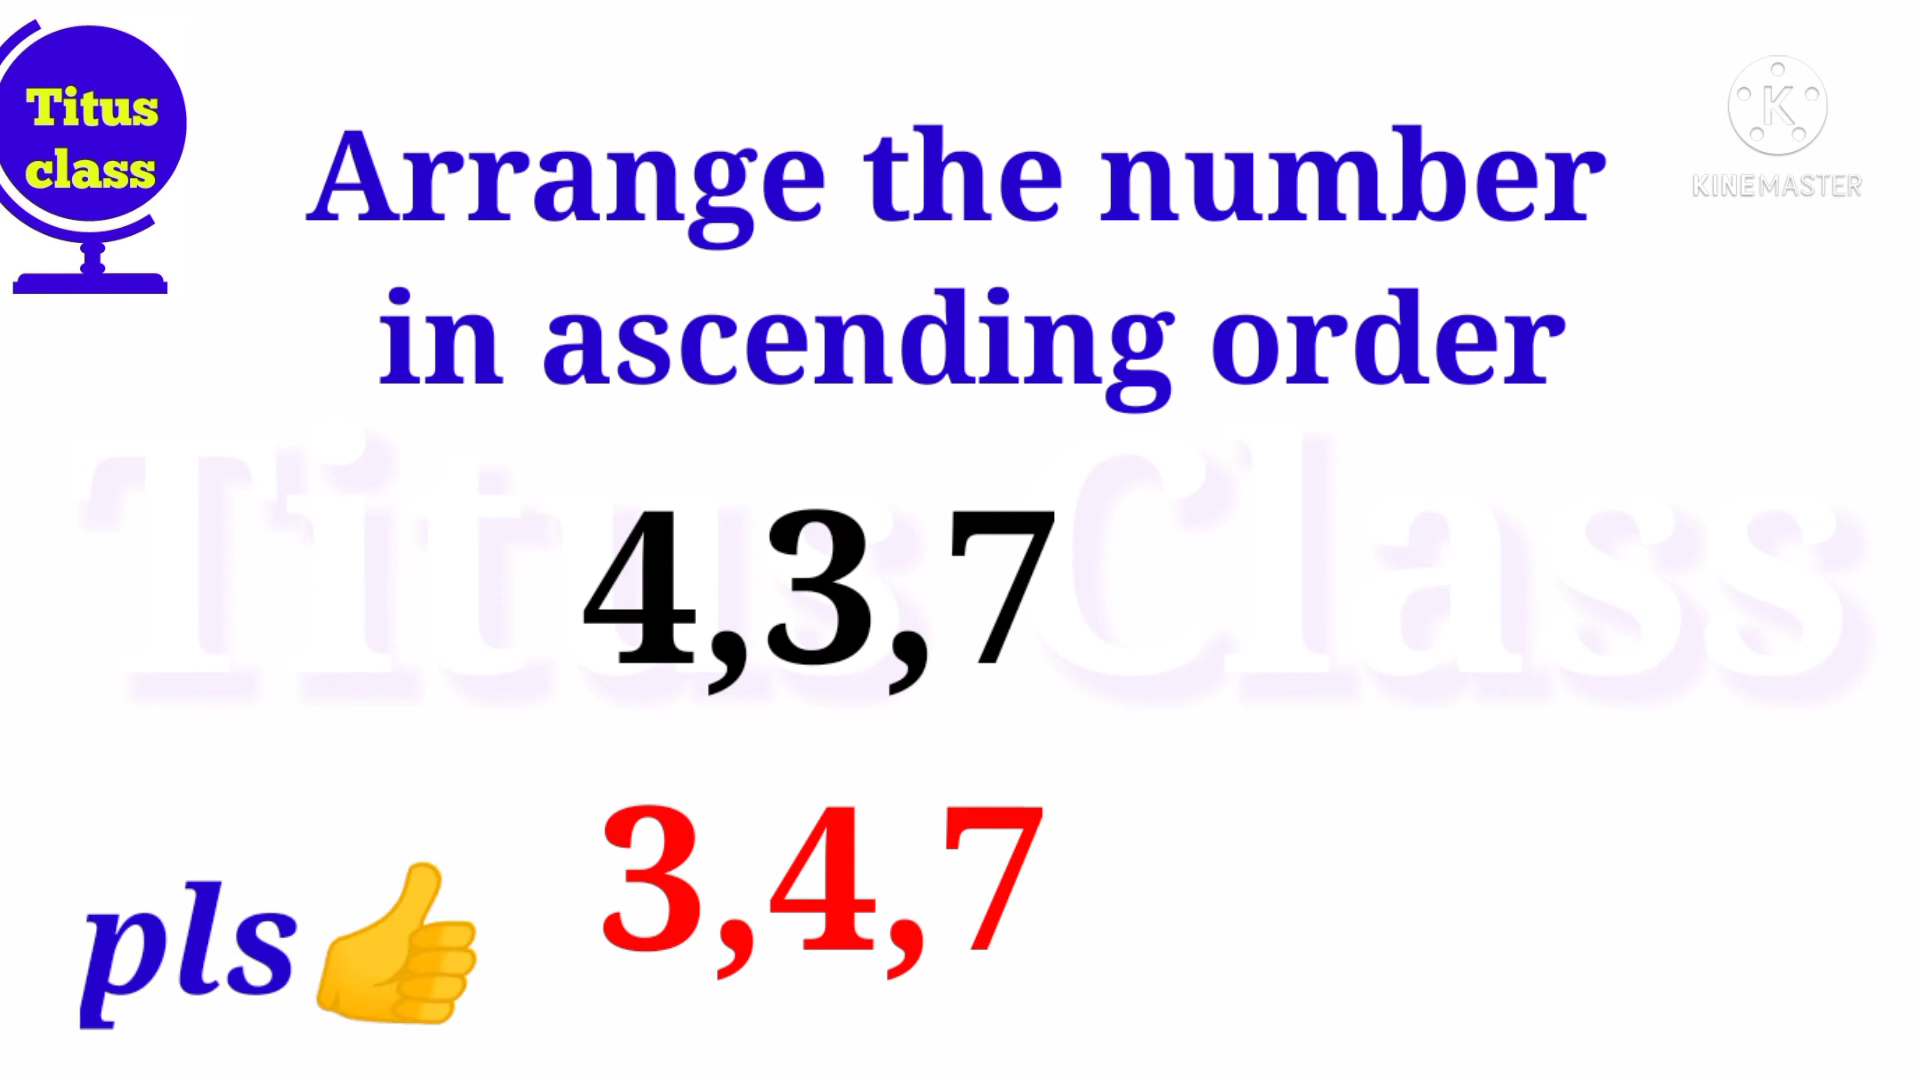 Titus
class
K
KINEMASTER
Arrange the number
in ascending order
Titus Class
4,3,7
3,4,7
pls👍